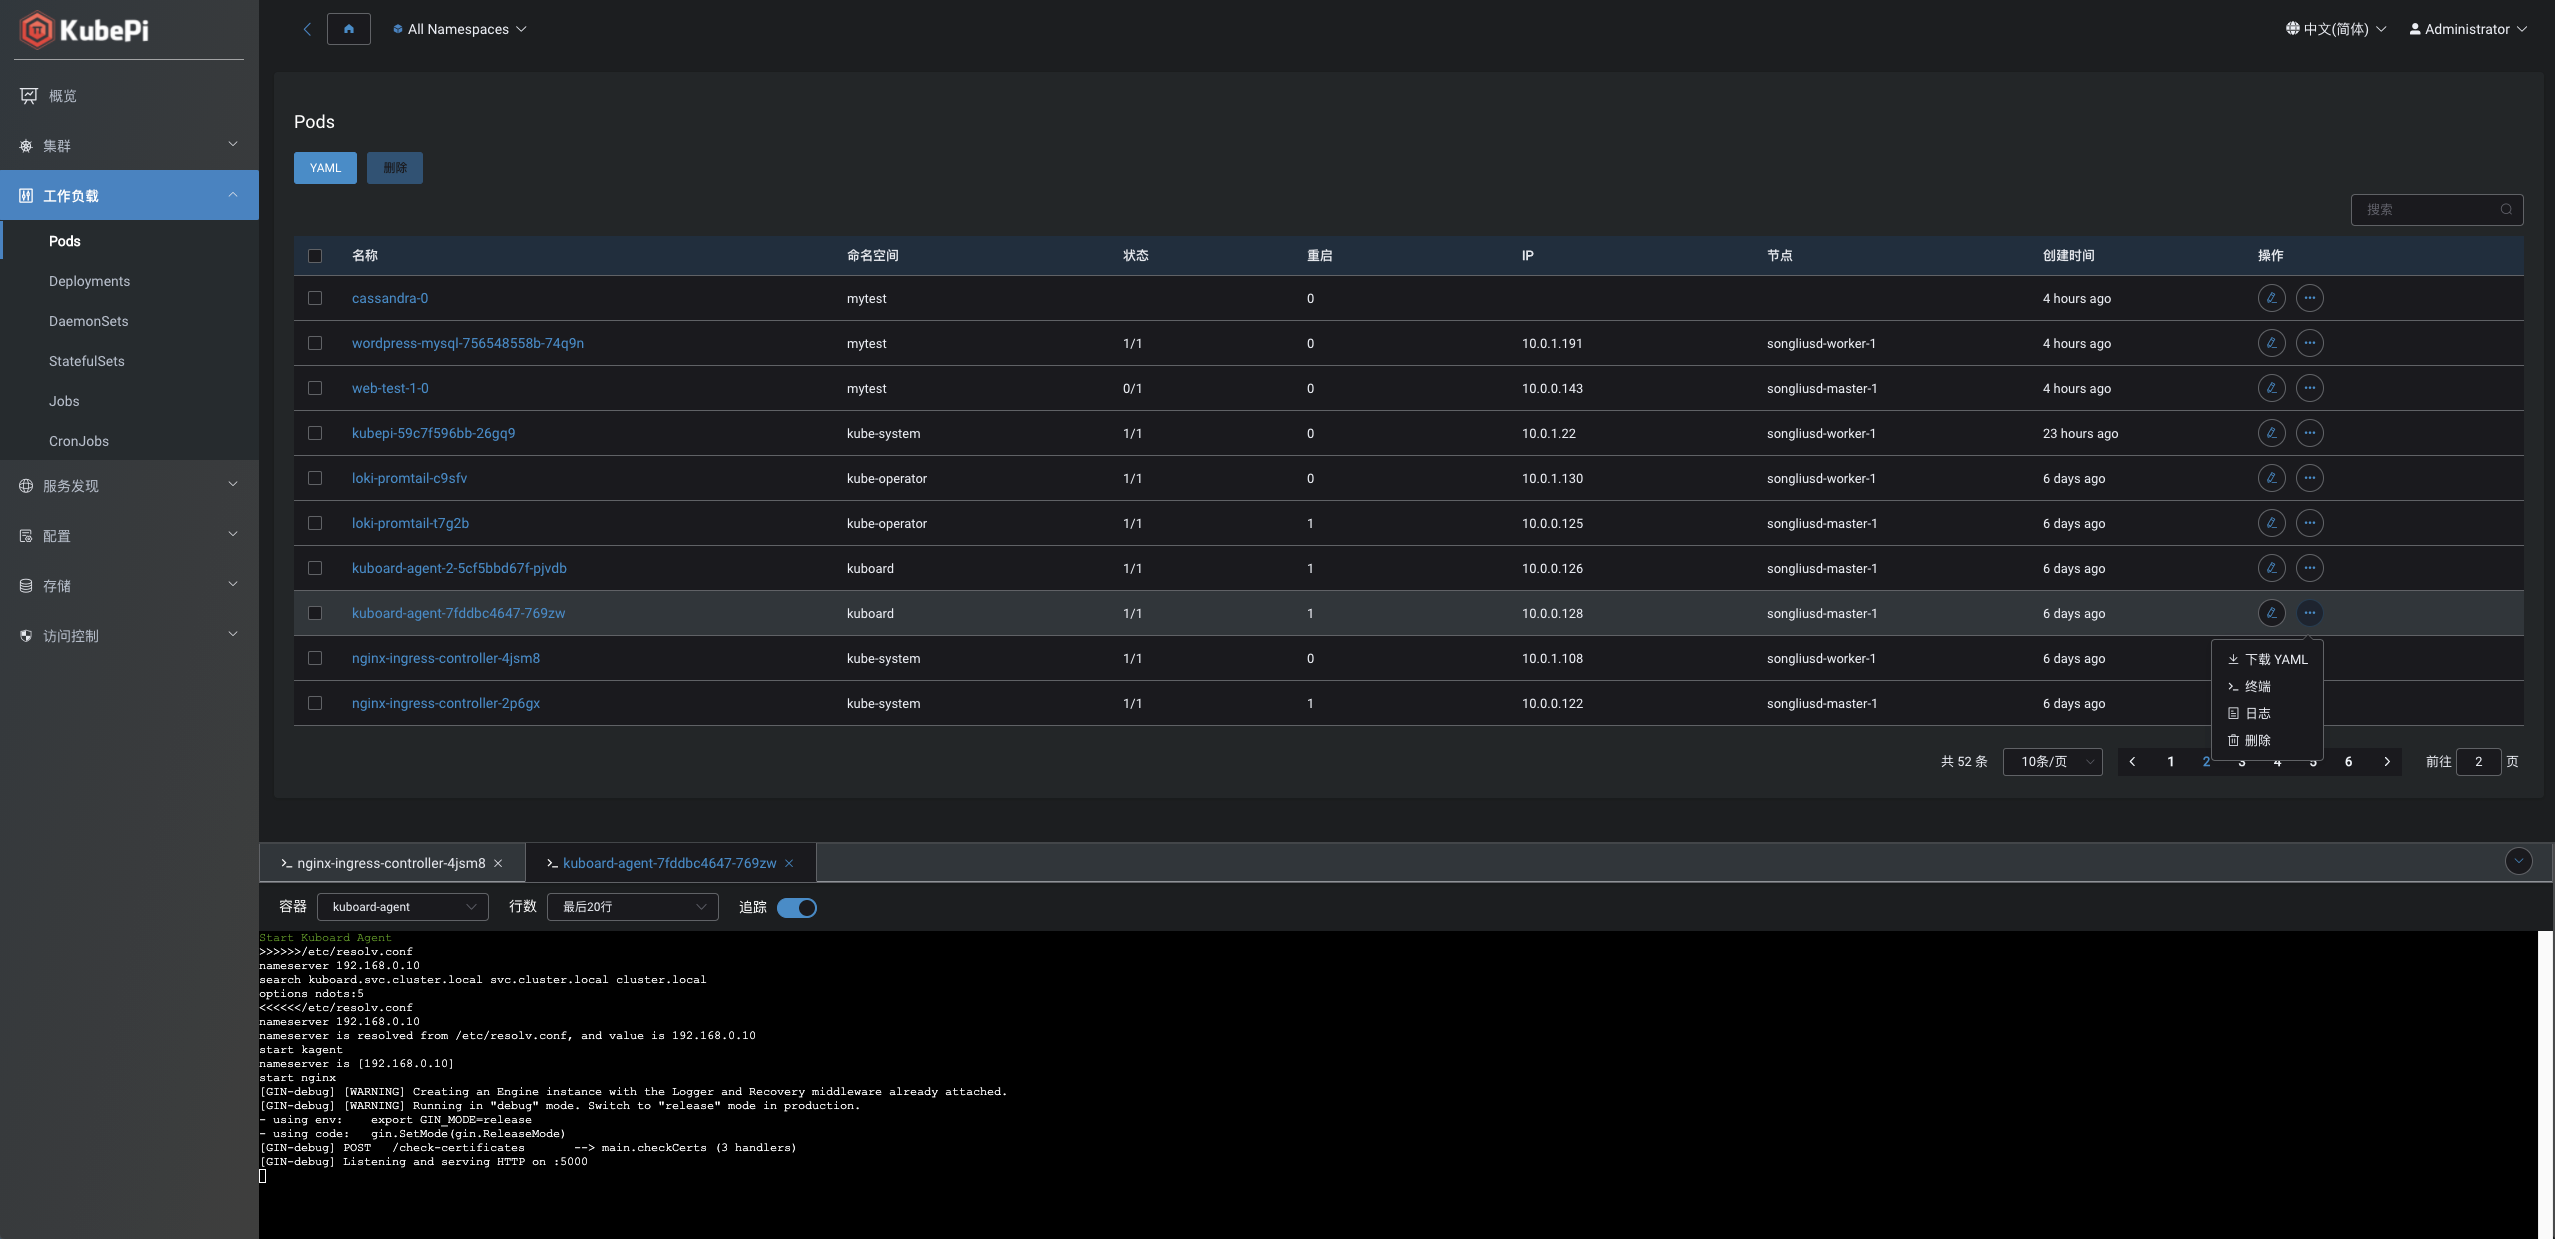 KubePi
All Namespaces
中文(简体)
Administrator
概览
集群
工作负载
Pods
Deployments
DaemonSets
StatefulSets
Jobs
CronJobs
服务发现
配置
存储
访问控制
Pods
YAML
删除
搜索
名称 命名空间 状态 重启 IP 节点 创建时间 操作
cassandra-0 mytest 0 4 hours ago
wordpress-mysql-756548558b-74q9n mytest 1/1 0 10.0.1.191 songliusd-worker-1 4 hours ago
web-test-1-0 mytest 0/1 0 10.0.0.143 songliusd-master-1 4 hours ago
kubepi-59c7f596bb-26gq9 kube-system 1/1 0 10.0.1.22 songliusd-worker-1 23 hours ago
loki-promtail-c9sfv kube-operator 1/1 0 10.0.1.130 songliusd-worker-1 6 days ago
loki-promtail-t7g2b kube-operator 1/1 1 10.0.0.125 songliusd-master-1 6 days ago
kuboard-agent-2-5cf5bbd67f-pjvdb kuboard 1/1 1 10.0.0.126 songliusd-master-1 6 days ago
kuboard-agent-7fddbc4647-769zw kuboard 1/1 1 10.0.0.128 songliusd-master-1 6 days ago
nginx-ingress-controller-4jsm8 kube-system 1/1 0 10.0.1.108 songliusd-worker-1 6 days ago
nginx-ingress-controller-2p6gx kube-system 1/1 1 10.0.0.122 songliusd-master-1 6 days ago
下载 YAML
终端
日志
删除
共 52 条 10条/页 1 2 3 4 5 6 前往 2 页
nginx-ingress-controller-4jsm8 kuboard-agent-7fddbc4647-769zw
容器 kuboard-agent 行数 最后20行 追踪
Start Kuboard Agent
>>>>>>/etc/resolv.conf
nameserver 192.168.0.10
search kuboard.svc.cluster.local svc.cluster.local cluster.local
options ndots:5
<<<<<</etc/resolv.conf
nameserver 192.168.0.10
nameserver is resolved from /etc/resolv.conf, and value is 192.168.0.10
start kagent
nameserver is [192.168.0.10]
start nginx
[GIN-debug] [WARNING] Creating an Engine instance with the Logger and Recovery middleware already attached.
[GIN-debug] [WARNING] Running in "debug" mode. Switch to "release" mode in production.
- using env: export GIN_MODE=release
- using code: gin.SetMode(gin.ReleaseMode)
[GIN-debug] POST /check-certificates --> main.checkCerts (3 handlers)
[GIN-debug] Listening and serving HTTP on :5000